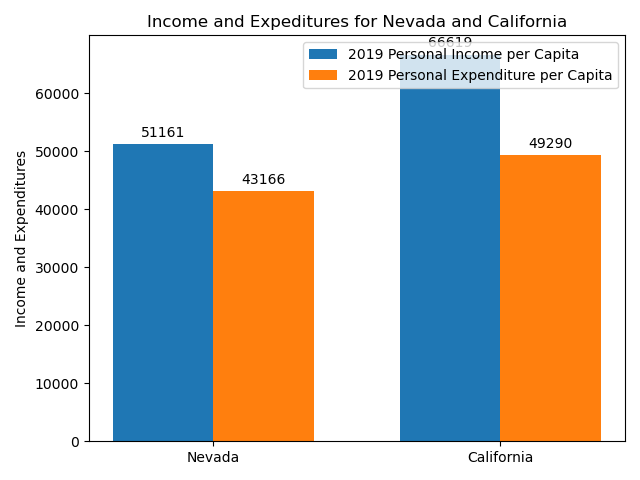 Income and Expeditures for Nevada and California
66619
2019 Personal Income per Capita
2019 Personal Expenditure per Capita
51161
43166
49290
Income and Expenditures
60000
50000
40000
30000
20000
10000
0
Nevada
California